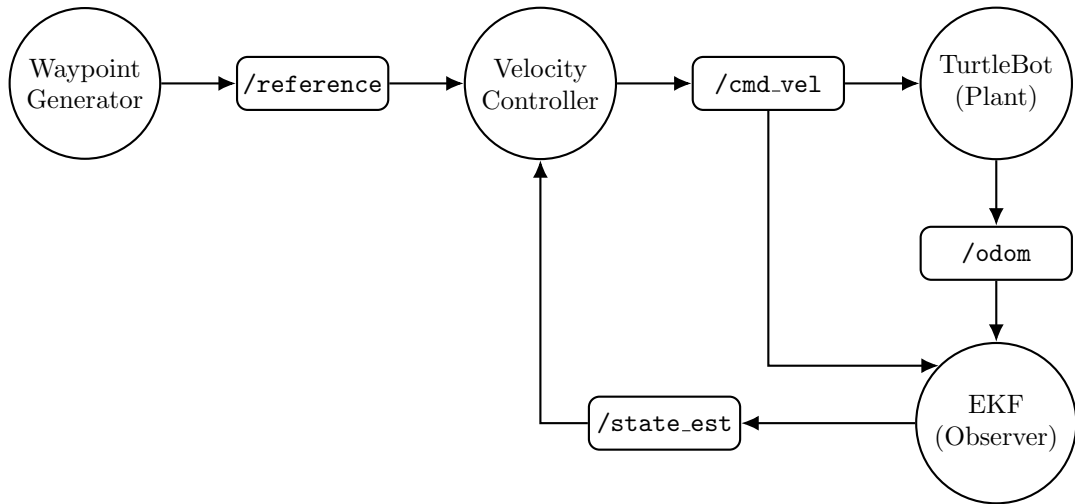 Waypoint
Generator
/reference
Velocity
Controller
/cmd_vel
TurtleBot
(Plant)
/odom
/state_est
EKF
(Observer)